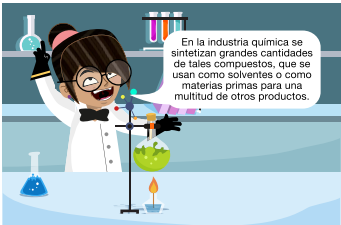 En la industria química se
sintetizan grandes cantidades
de tales compuestos, que se
usan como solventes o como
materias primas para una
multitud de otros productos.